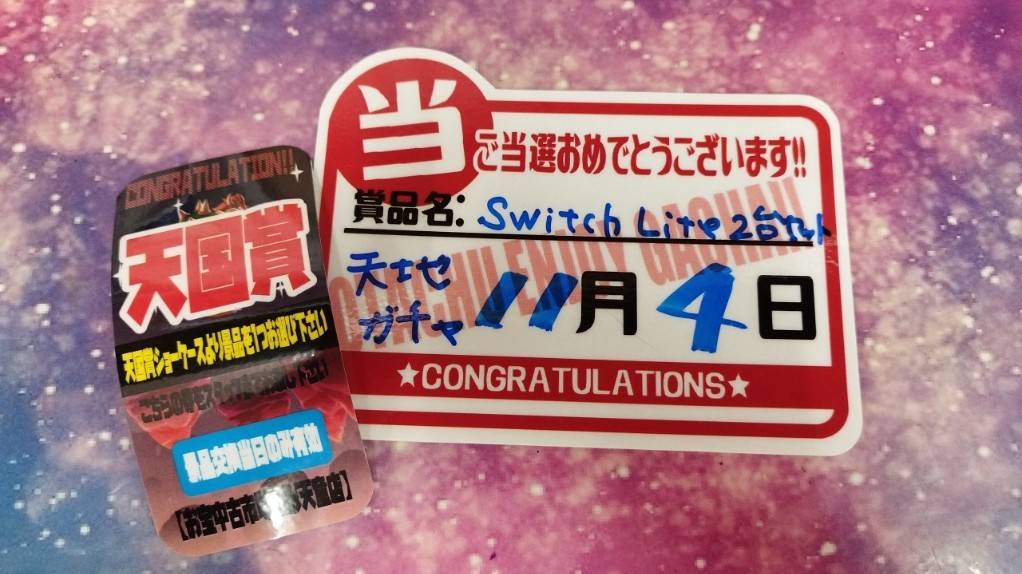 CONGRATULATION!!
天国賞
天国賞ショーケースより景品を1つお選び下さい
景品交換当日のみ有効
当
ご当選おめでとうございます!!
賞品名: Switch Lite 2台セット
天地
ガチャ
11月4日
★CONGRATULATIONS★